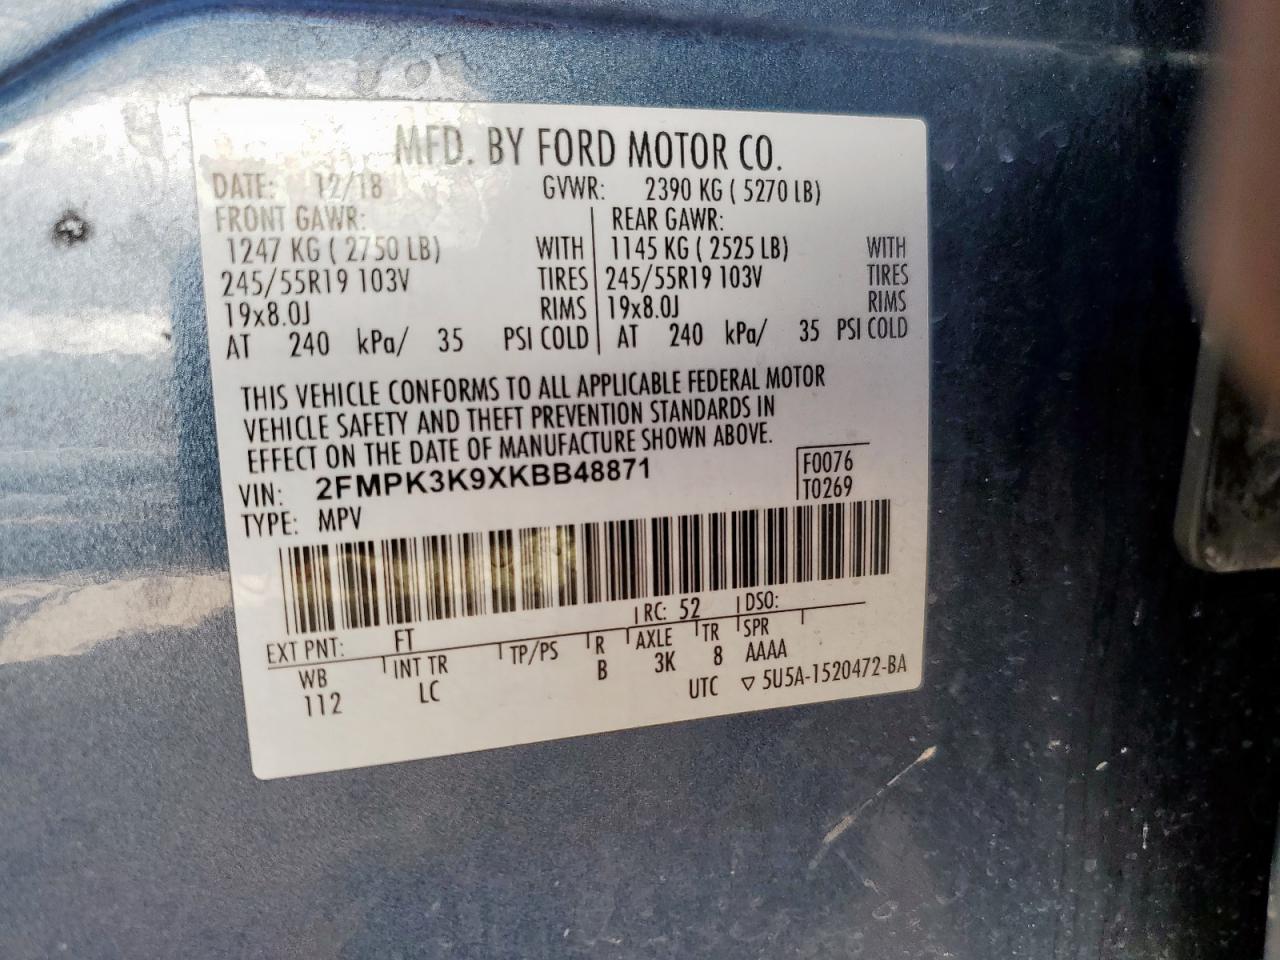 MFD. BY FORD MOTOR CO.
DATE: 12/18 GVWR: 2390 KG ( 5270 LB)
FRONT GAWR: REAR GAWR:
1247 KG ( 2750 LB) WITH 1145 KG ( 2525 LB) WITH
245/55R19 103V TIRES 245/55R19 103V TIRES
19x8.0J RIMS 19x8.0J RIMS
AT 240 kPa/ 35 PSI COLD AT 240 kPa/ 35 PSI COLD
THIS VEHICLE CONFORMS TO ALL APPLICABLE FEDERAL MOTOR
VEHICLE SAFETY AND THEFT PREVENTION STANDARDS IN
EFFECT ON THE DATE OF MANUFACTURE SHOWN ABOVE.
VIN: 2FMPK3K9XKBB48871 F0076
TYPE: MPV T0269
EXT PNT: FT RC: 52 DSO:
WB INT TR TP/PS R AXLE TR SPR
112 LC B 3K 8 AAAA
UTC ▽ 5U5A-1520472-BA